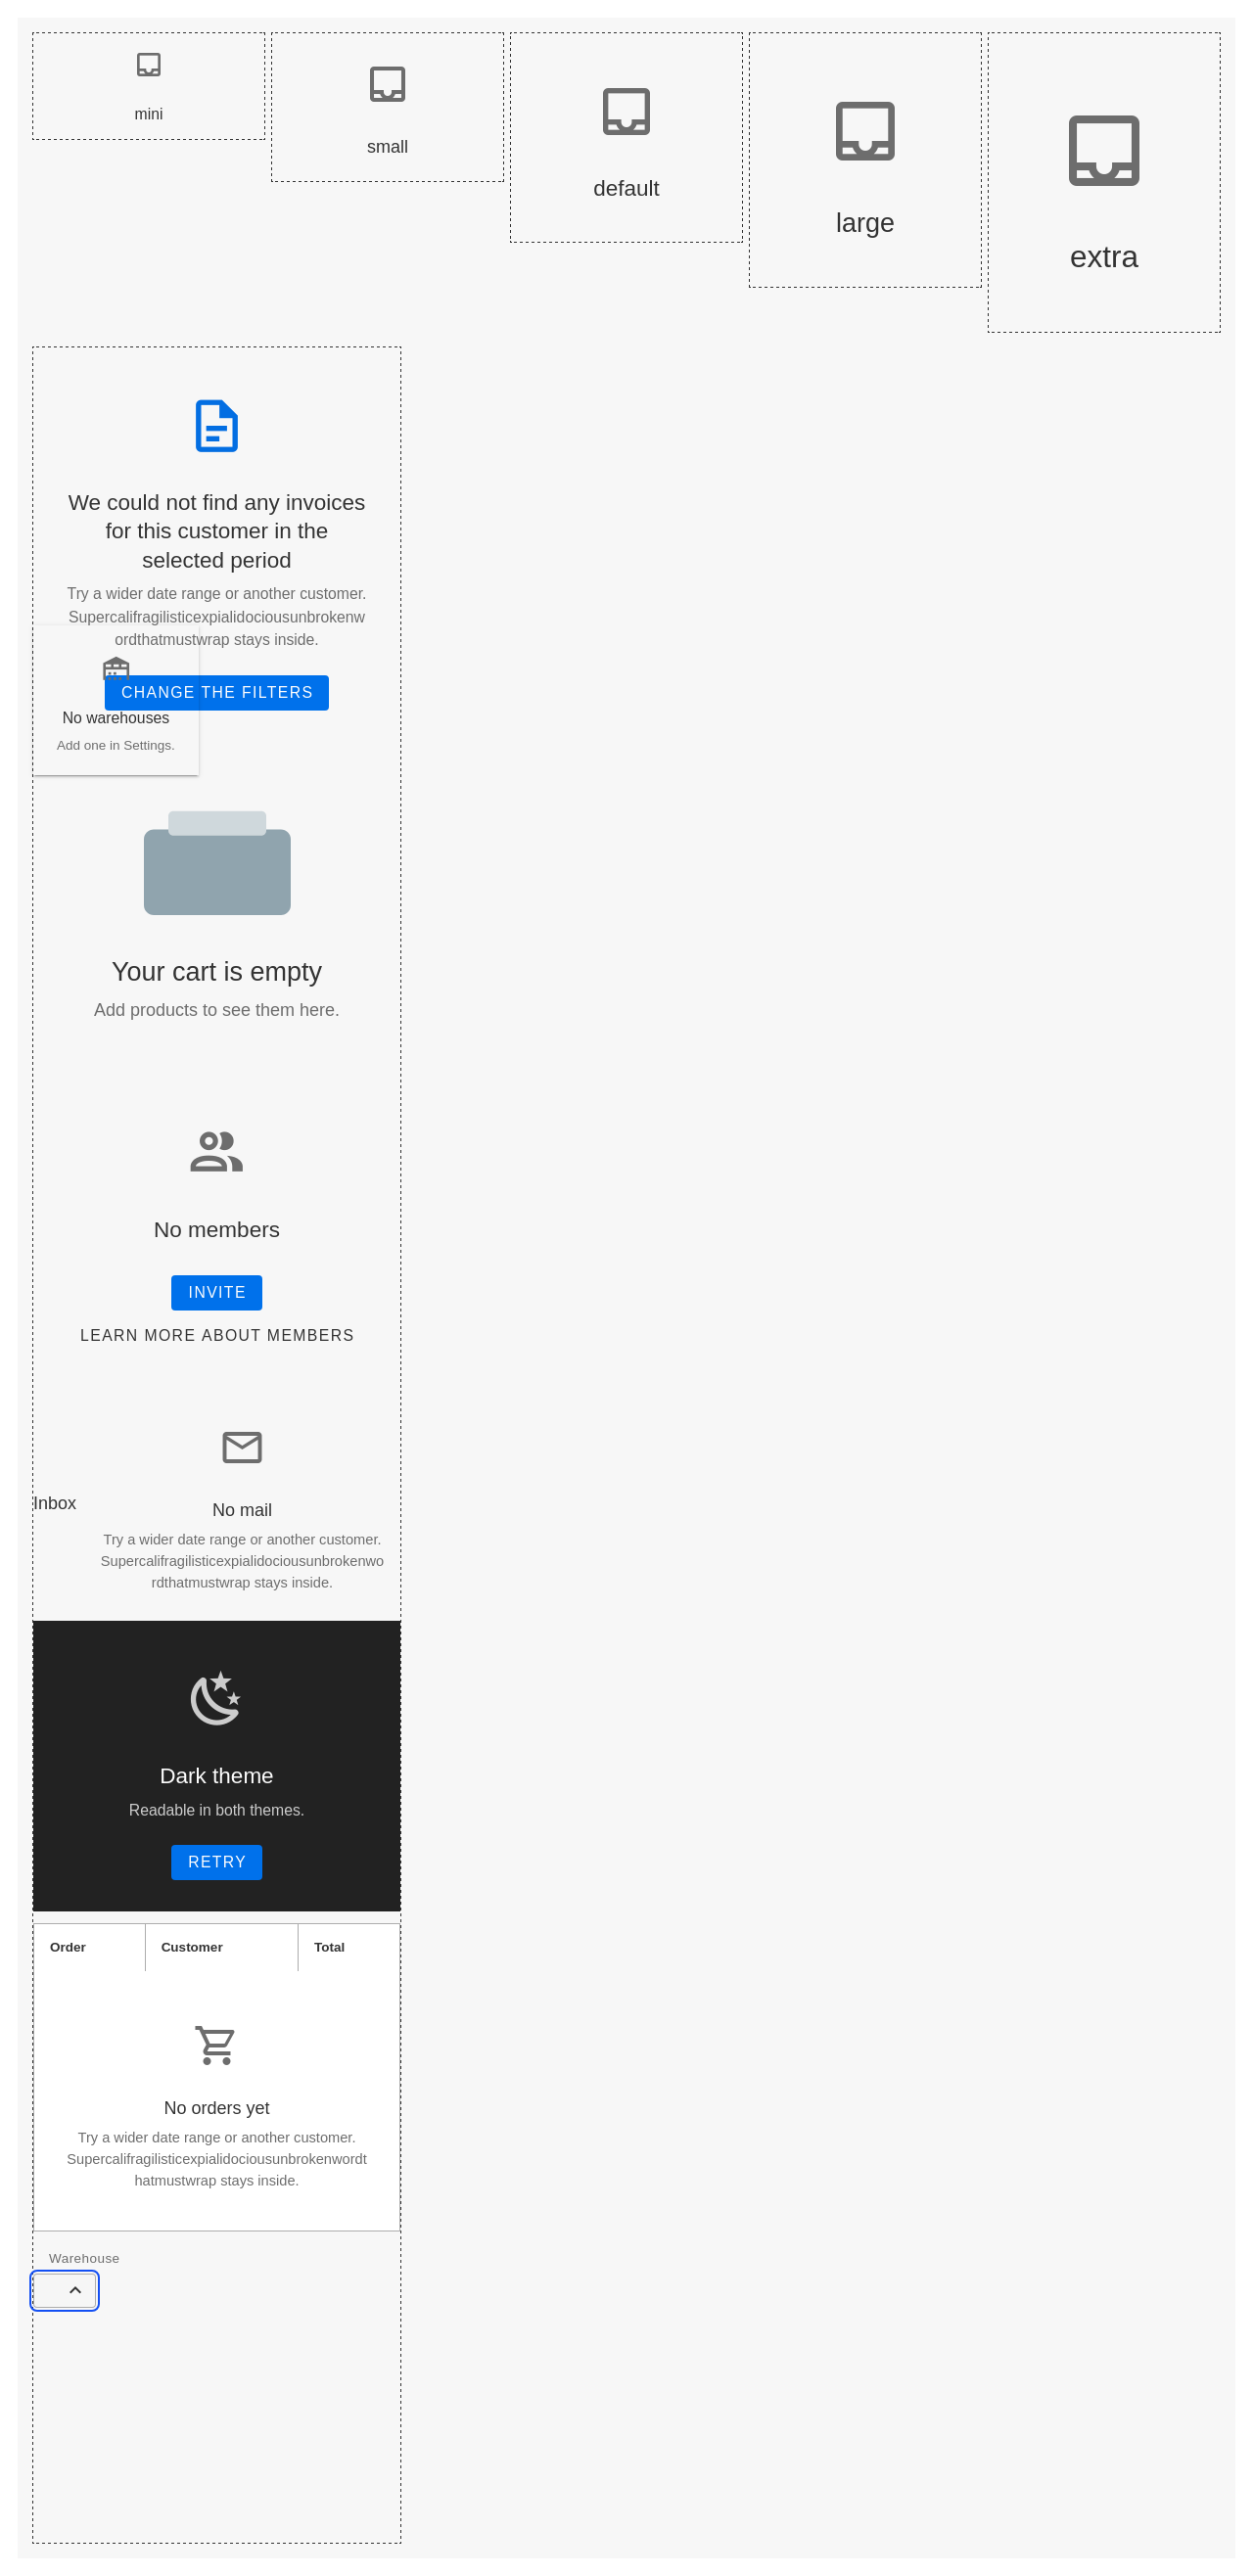 mini
small
default
large
extra
We could not find any invoices
for this customer in the
selected period
Try a wider date range or another customer.
Supercalifragilisticexpialidociousunbrokenw
ordthatmustwrap stays inside.
CHANGE THE FILTERS
No warehouses
Add one in Settings.
Your cart is empty
Add products to see them here.
No members
INVITE
LEARN MORE ABOUT MEMBERS
Inbox
No mail
Try a wider date range or another customer.
Supercalifragilisticexpialidociousunbrokenwo
rdthatmustwrap stays inside.
Dark theme
Readable in both themes.
RETRY
Order Customer Total
No orders yet
Try a wider date range or another customer.
Supercalifragilisticexpialidociousunbrokenwordt
hatmustwrap stays inside.
Warehouse